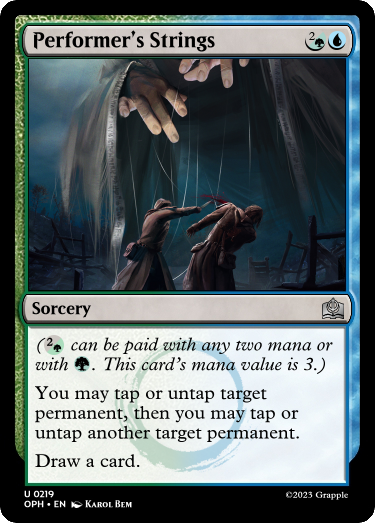 Performer's Strings 2
Sorcery
(2 can be paid with any two mana or
with . This card's mana value is 3.)
You may tap or untap target
permanent, then you may tap or
untap another target permanent.
Draw a card.
U 0219
OPH • EN Karol Bem
©2023 Grapple